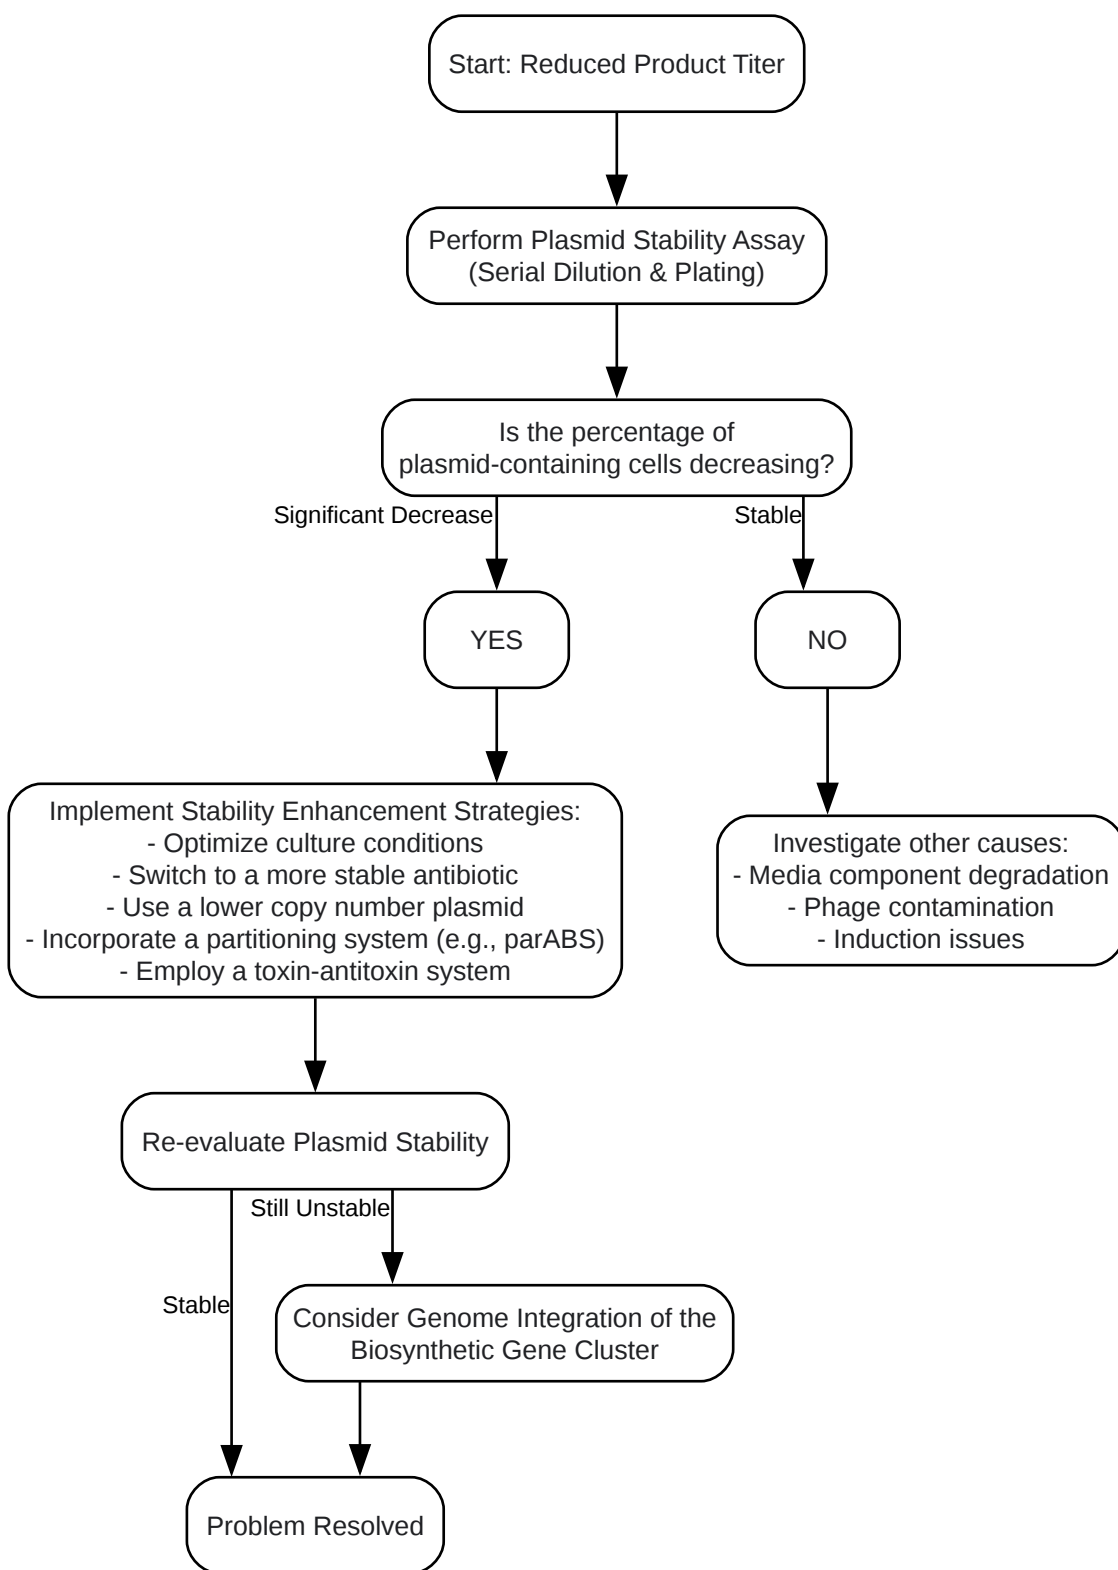 Start: Reduced Product Titer
Perform Plasmid Stability Assay
(Serial Dilution & Plating)
Is the percentage of
plasmid-containing cells decreasing?
Significant Decrease
Stable
YES
NO
Implement Stability Enhancement Strategies:
- Optimize culture conditions
- Switch to a more stable antibiotic
- Use a lower copy number plasmid
- Incorporate a partitioning system (e.g., parABS)
- Employ a toxin-antitoxin system
Investigate other causes:
- Media component degradation
- Phage contamination
- Induction issues
Re-evaluate Plasmid Stability
Still Unstable
Stable
Consider Genome Integration of the
Biosynthetic Gene Cluster
Problem Resolved